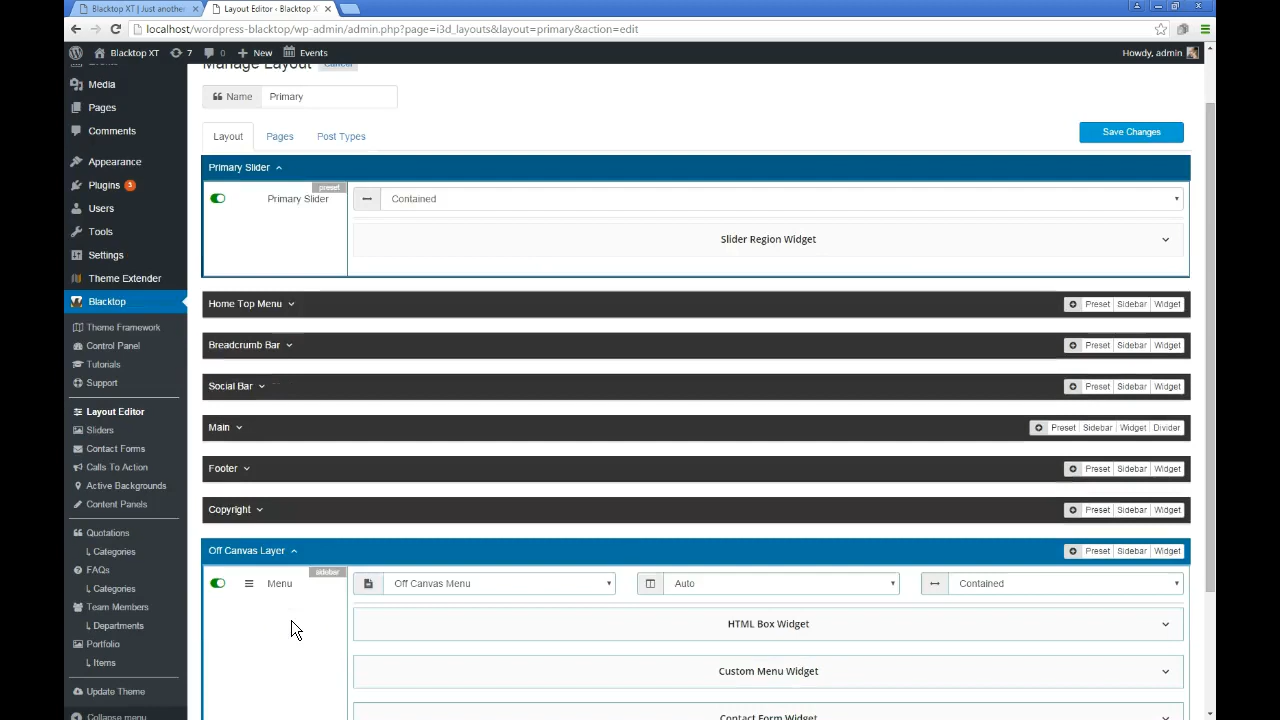 Blacktop XT | Just another
Layout Editor ‹ Blacktop X
localhost/wordpress-blacktop/wp-admin/admin.php?page=i3d_layouts&layout=primary&action=edit
Blacktop XT 7 0 New Events Howdy, admin
Manage Layout Cancel
Media
Pages
Comments
Appearance
Plugins 3
Users
Tools
Settings
Theme Extender
Blacktop
Theme Framework
Control Panel
Tutorials
Support
Layout Editor
Sliders
Contact Forms
Calls To Action
Active Backgrounds
Content Panels
Quotations
Categories
FAQs
Categories
Team Members
Departments
Portfolio
Items
Update Theme
Collapse menu
Name Primary
Layout Pages Post Types Save Changes
Primary Slider
preset
Primary Slider Contained
Slider Region Widget
Home Top Menu Preset Sidebar Widget
Breadcrumb Bar Preset Sidebar Widget
Social Bar Preset Sidebar Widget
Main Preset Sidebar Widget Divider
Footer Preset Sidebar Widget
Copyright Preset Sidebar Widget
Off Canvas Layer Preset Sidebar Widget
sidebar
Menu Off Canvas Menu Auto Contained
HTML Box Widget
Custom Menu Widget
Contact Form Widget